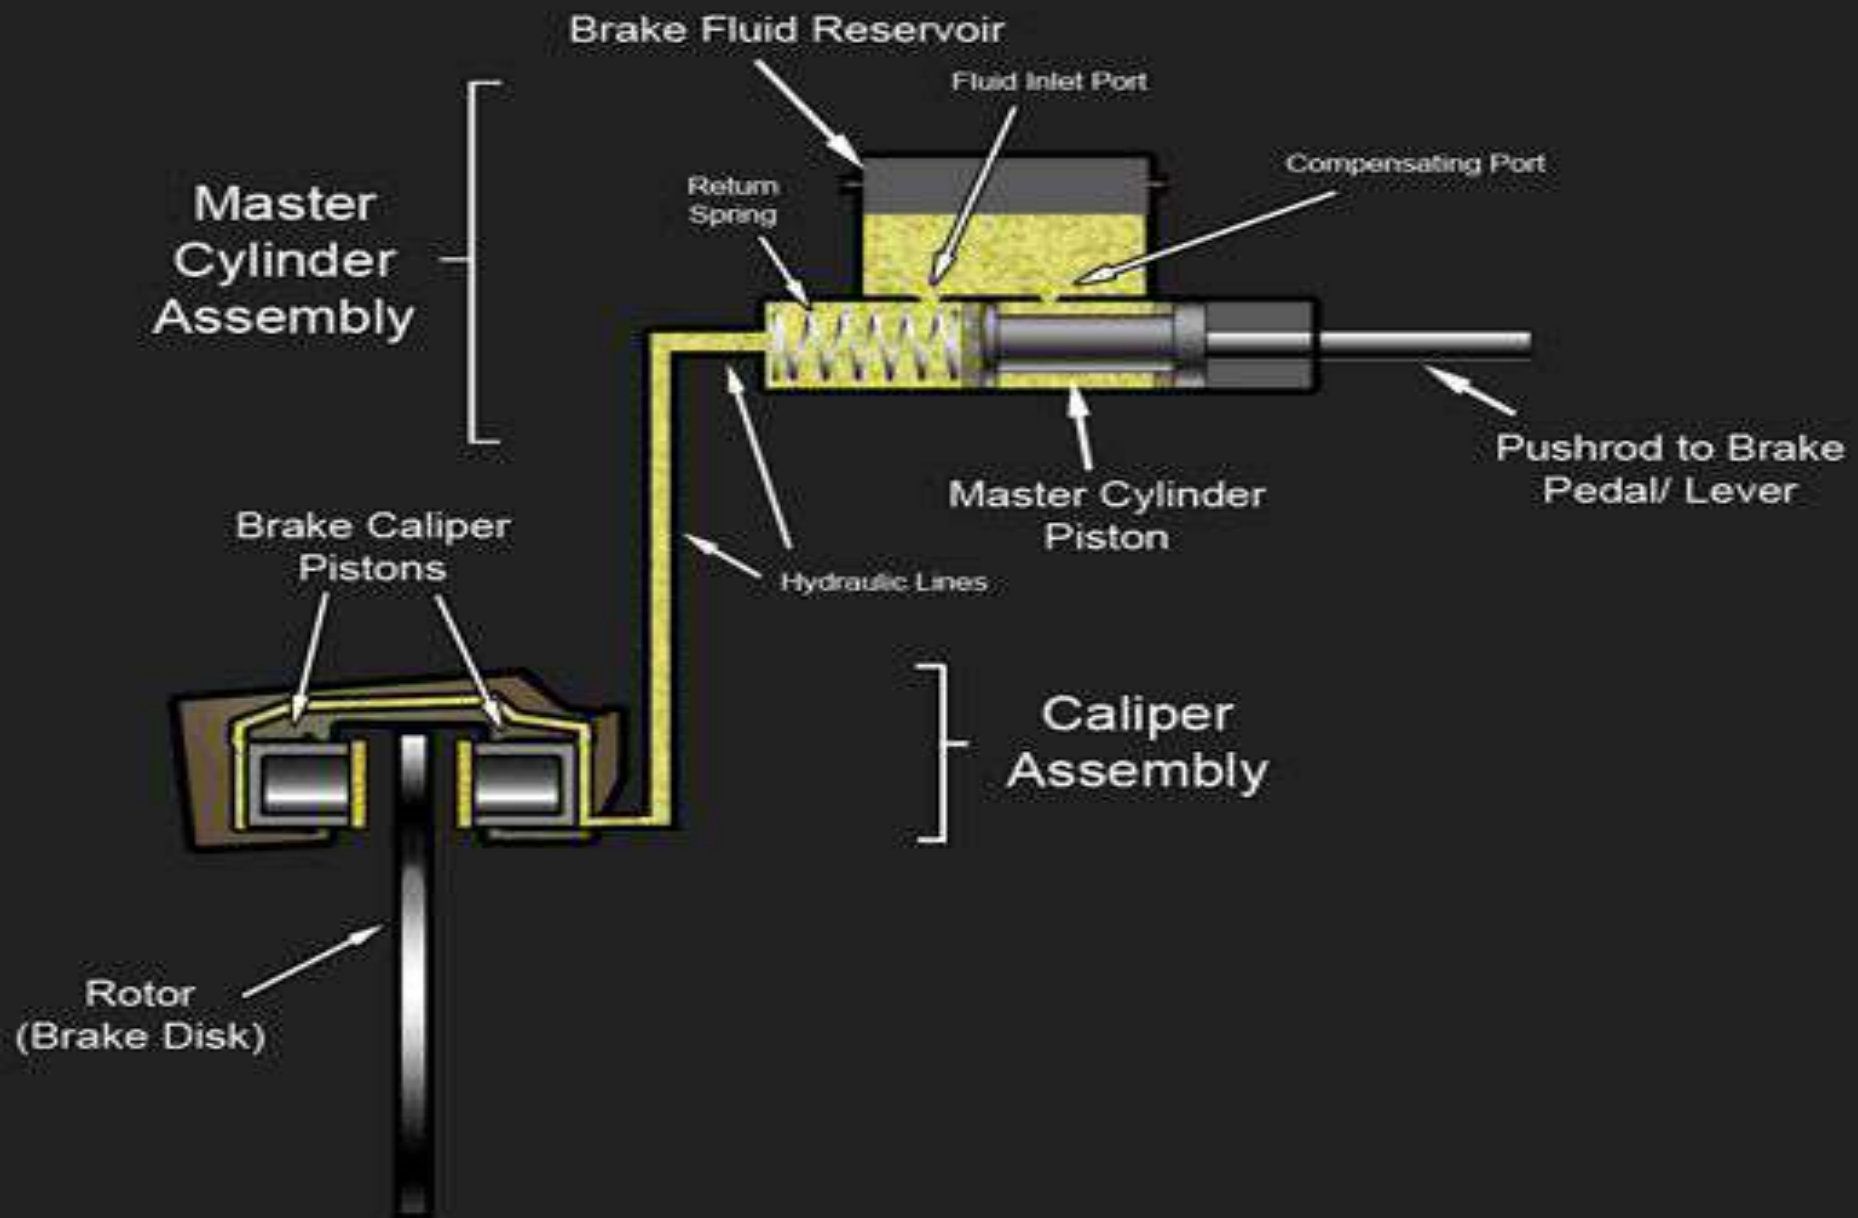 Brake Fluid Reservoir
Fluid Inlet Port
Compensating Port
Return
Spring
Master
Cylinder
Assembly
Pushrod to Brake
Pedal/ Lever
Master Cylinder
Piston
Brake Caliper
Pistons
Hydraulic Lines
Caliper
Assembly
Rotor
(Brake Disk)